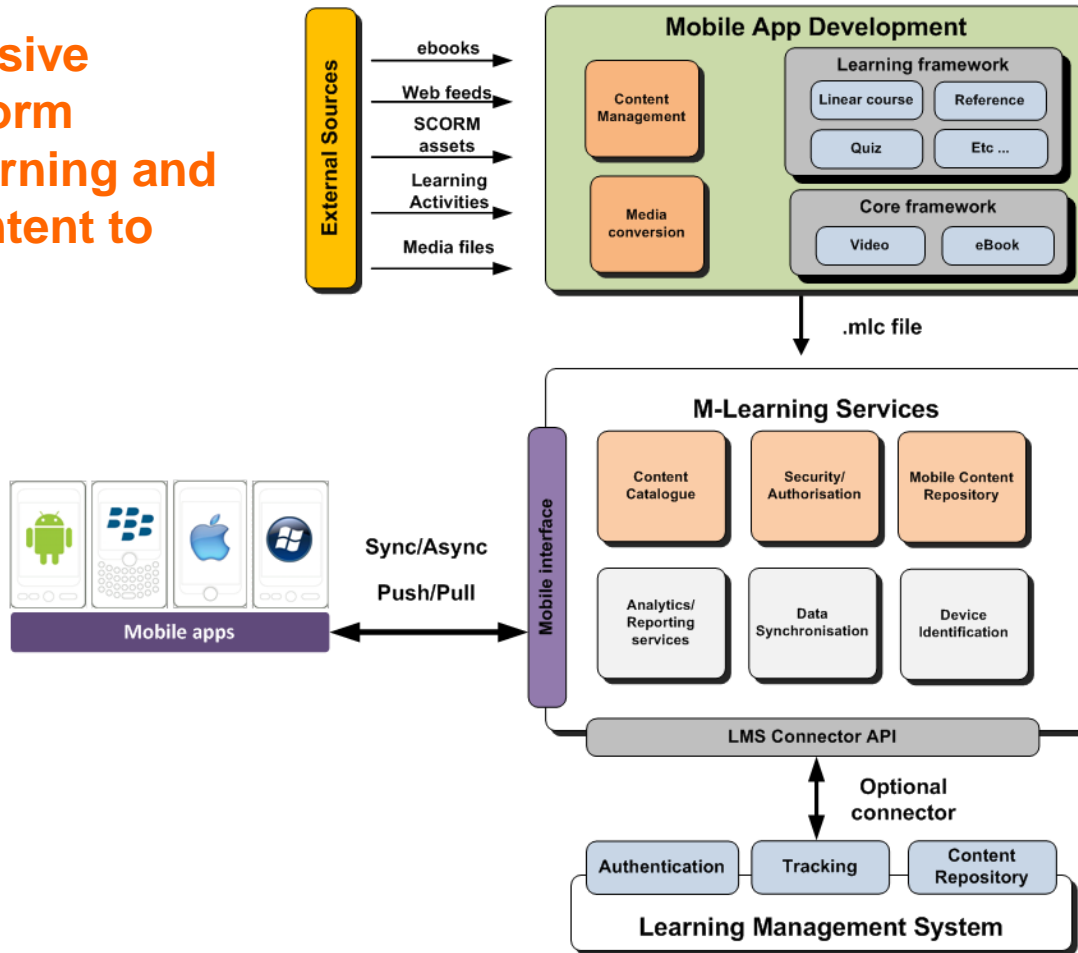 sive
orm
rning and
ntent to
External Sources
ebooks
Web feeds
SCORM
assets
Learning
Activities
Media files
Mobile App Development
Content
Management
Media
conversion
Learning framework
Linear course
Reference
Quiz
Etc ...
Core framework
Video
eBook
.mlc file
M-Learning Services
Content
Catalogue
Security/
Authorisation
Mobile Content
Repository
Analytics/
Reporting
services
Data
Synchronisation
Device
Identification
Mobile interface
Sync/Async
Push/Pull
Mobile apps
LMS Connector API
Optional
connector
Authentication
Tracking
Content
Repository
Learning Management System